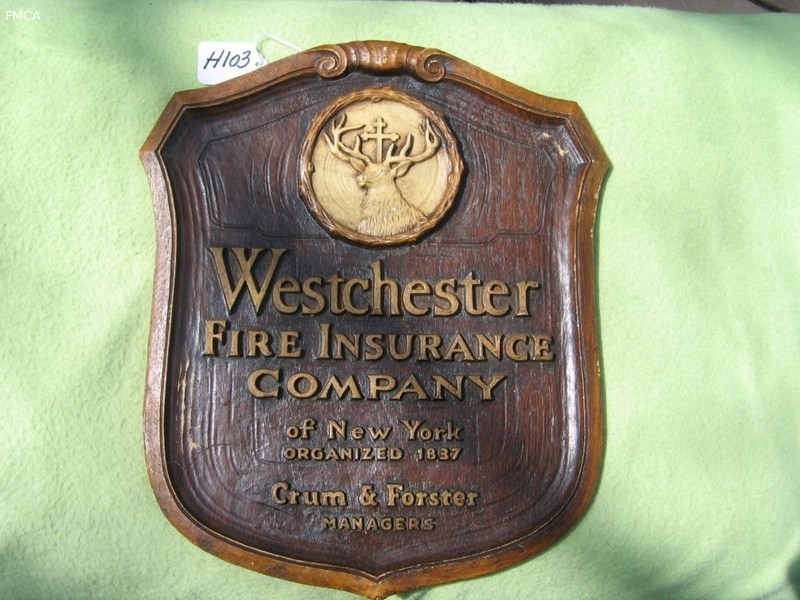 FMCA
H103
Westchester
FIRE INSURANCE
COMPANY
of New York
ORGANIZED 1837
Crum & Forster
MANAGERS